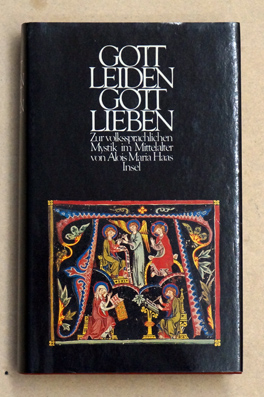 GOTT
LEIDEN
GOTT
LIEBEN
Zur volkssprachlichen
Mystik im Mittelalter
von Alois Maria Haas
Insel